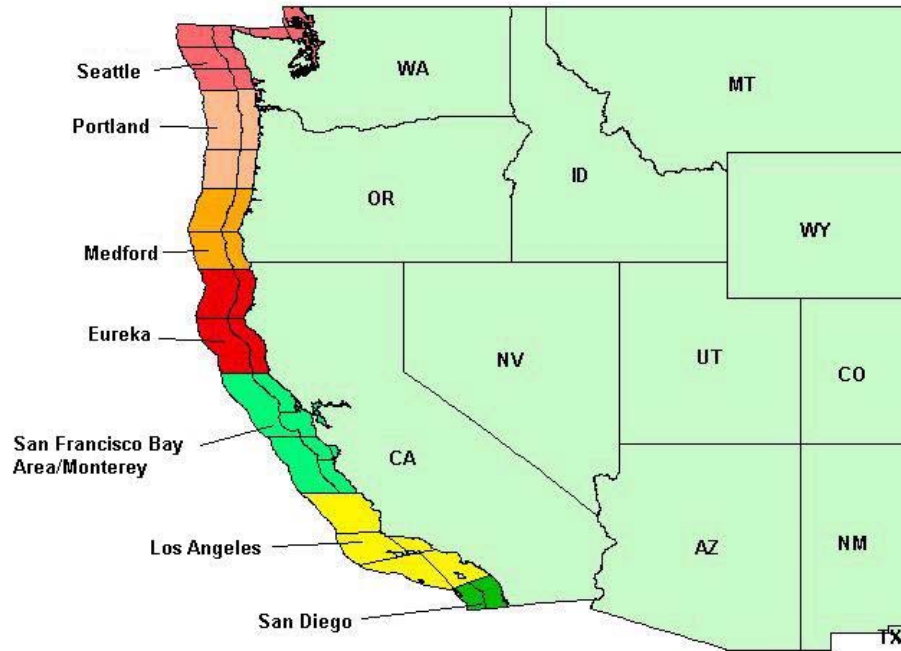 WA
MT
Seattle
Portland
ID
OR
WY
Medford
Eureka
NV
UT
CO
San Francisco Bay
Area/Monterey
CA
Los Angeles
AZ
NM
San Diego
TX